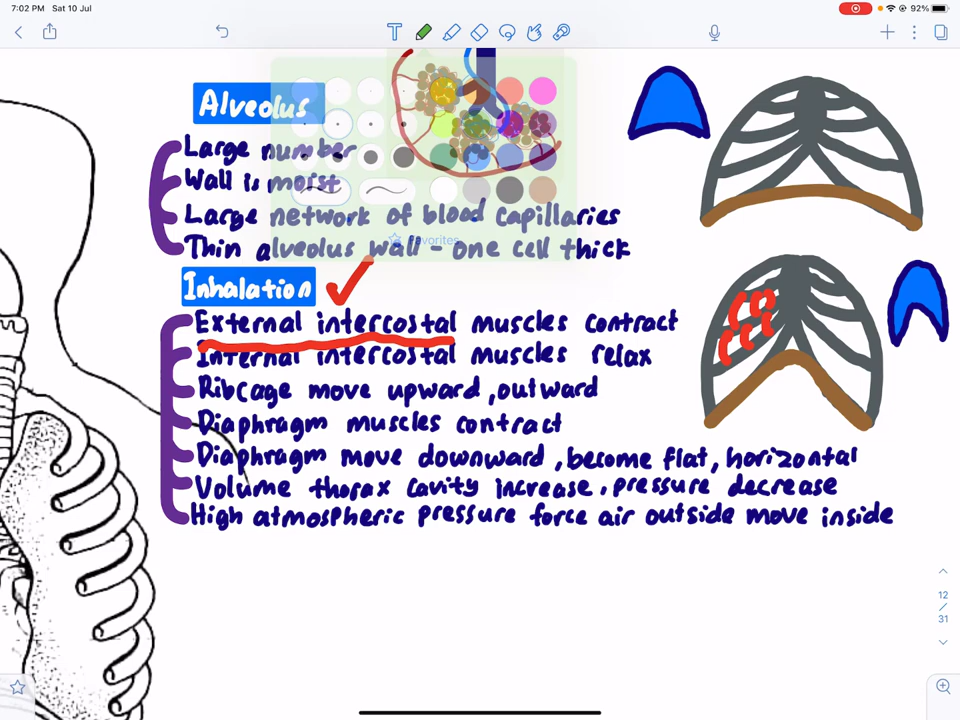 7:02 PM Sat 10 Jul 92%
Alveolus
Large number
Wall is moist
Large network of blood capillaries
Favorites
Thin alveolus wall - one cell thick
Inhalation
External intercostal muscles contract
Internal intercostal muscles relax
Ribcage move upward, outward
Diaphragm muscles contract
Diaphragm move downward, become flat, horizontal
Volume thorax cavity increase, pressure decrease
High atmospheric pressure force air outside move inside
12
/
31